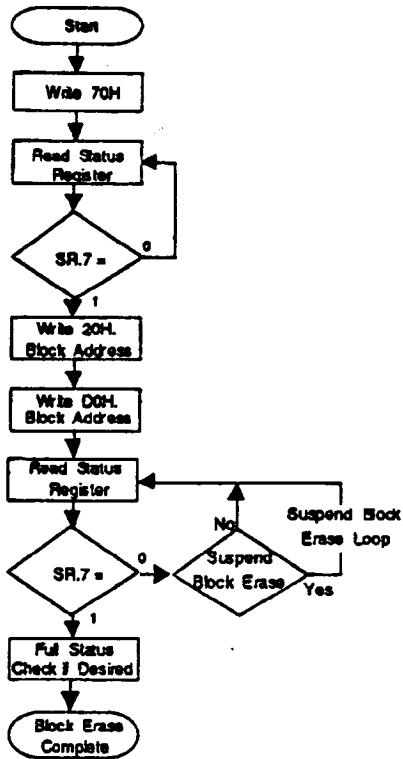 Start
Write 70H
Read Status
Register
SR.7 =
0
1
Write 20H.
Block Address
Write D0H.
Block Address
Read Status
Register
No
Suspend Block
Erase Loop
SR.7 =
0
Suspend
Block Erase
Yes
1
Full Status
Check if Desired
Block Erase
Complete